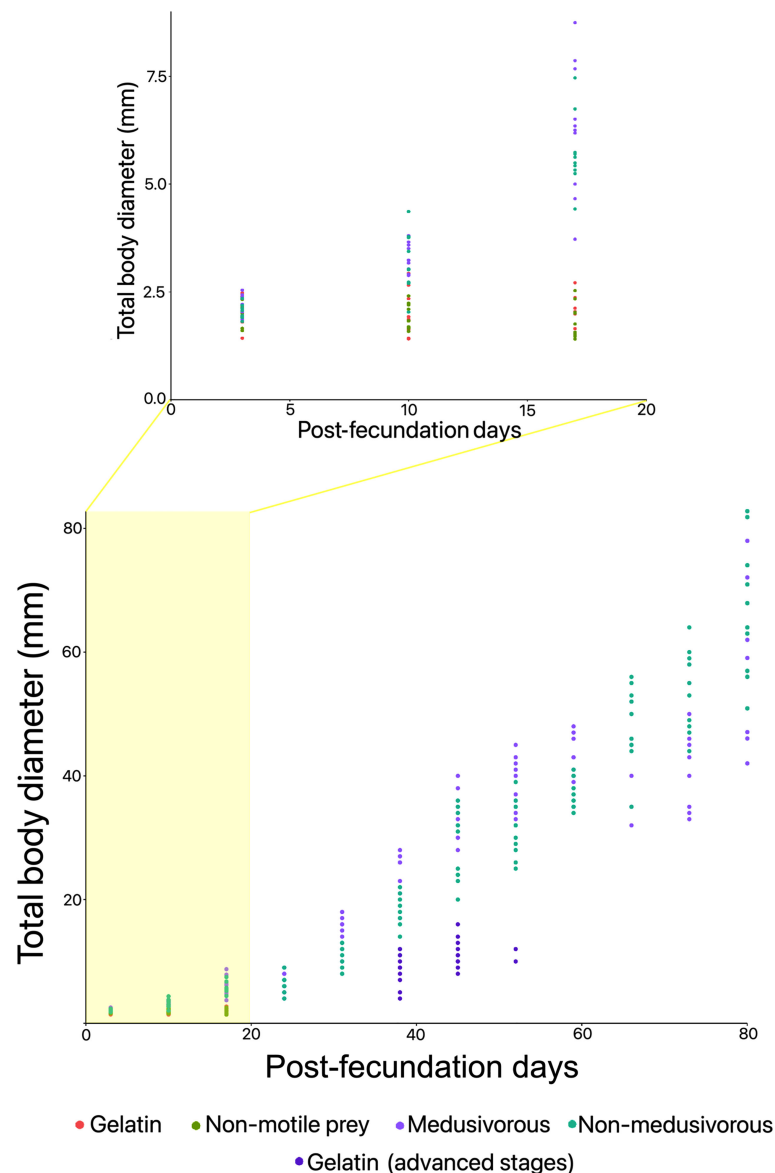 Total body diameter (mm)
7.5
5.0
2.5
0.0
0 5 10 15 20
Post-fecundation days
Total body diameter (mm)
80
60
40
20
0 20 40 60 80
Post-fecundation days
Gelatin Non-motile prey Medusivorous Non-medusivorous
Gelatin (advanced stages)